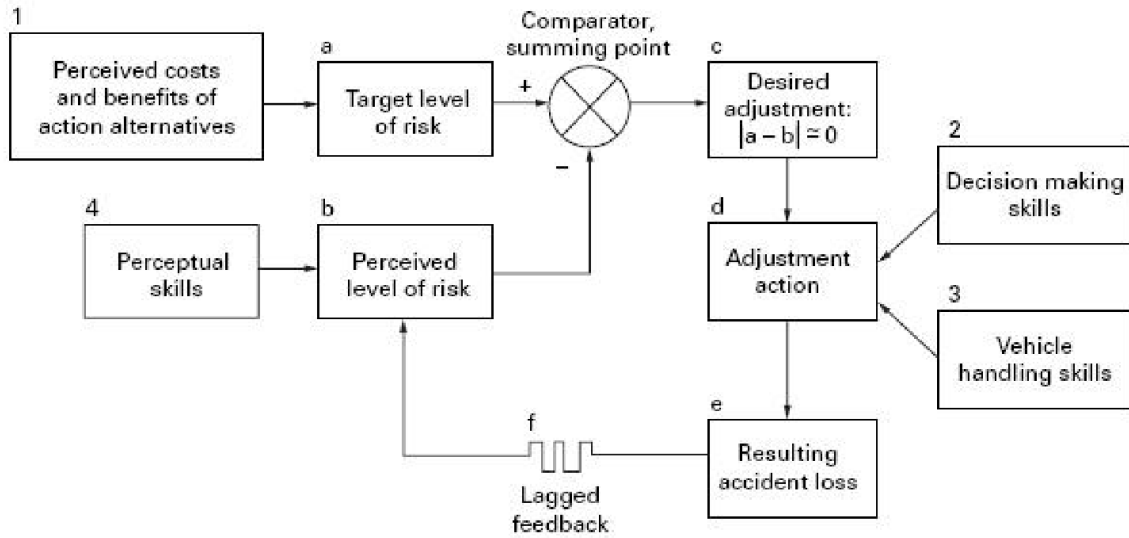 1
Perceived costs
and benefits of
action alternatives
a
Target level
of risk
+
Comparator,
summing point
−
c
Desired
adjustment:
|a – b| ≃ 0
2
Decision making
skills
4
Perceptual
skills
b
Perceived
level of risk
d
Adjustment
action
3
Vehicle
handling skills
f
Lagged
feedback
e
Resulting
accident loss